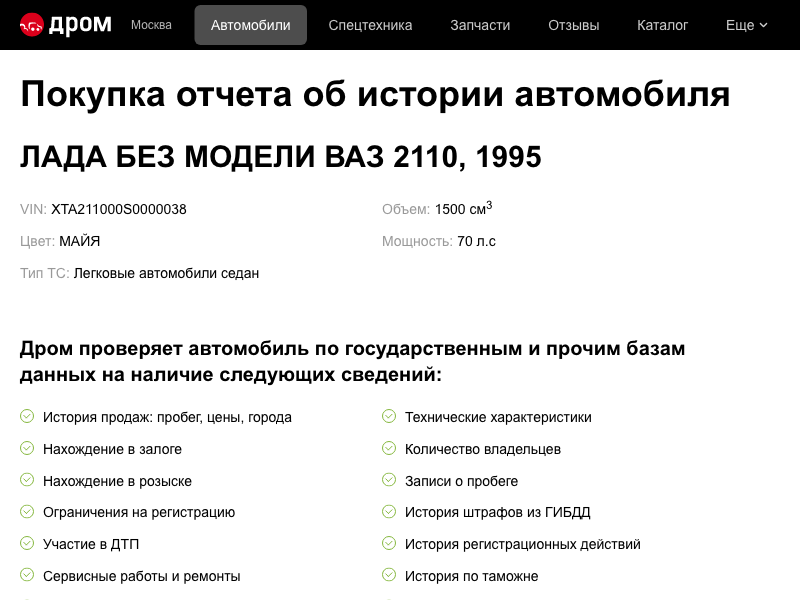 дром Москва Автомобили Спецтехника Запчасти Отзывы Каталог Еще
Покупка отчета об истории автомобиля
ЛАДА БЕЗ МОДЕЛИ ВАЗ 2110, 1995
VIN: XTA211000S0000038 Объем: 1500 см³
Цвет: МАЙЯ Мощность: 70 л.с
Тип ТС: Легковые автомобили седан
Дром проверяет автомобиль по государственным и прочим базам
данных на наличие следующих сведений:
История продаж: пробег, цены, города Технические характеристики
Нахождение в залоге Количество владельцев
Нахождение в розыске Записи о пробеге
Ограничения на регистрацию История штрафов из ГИБДД
Участие в ДТП История регистрационных действий
Сервисные работы и ремонты История по таможне